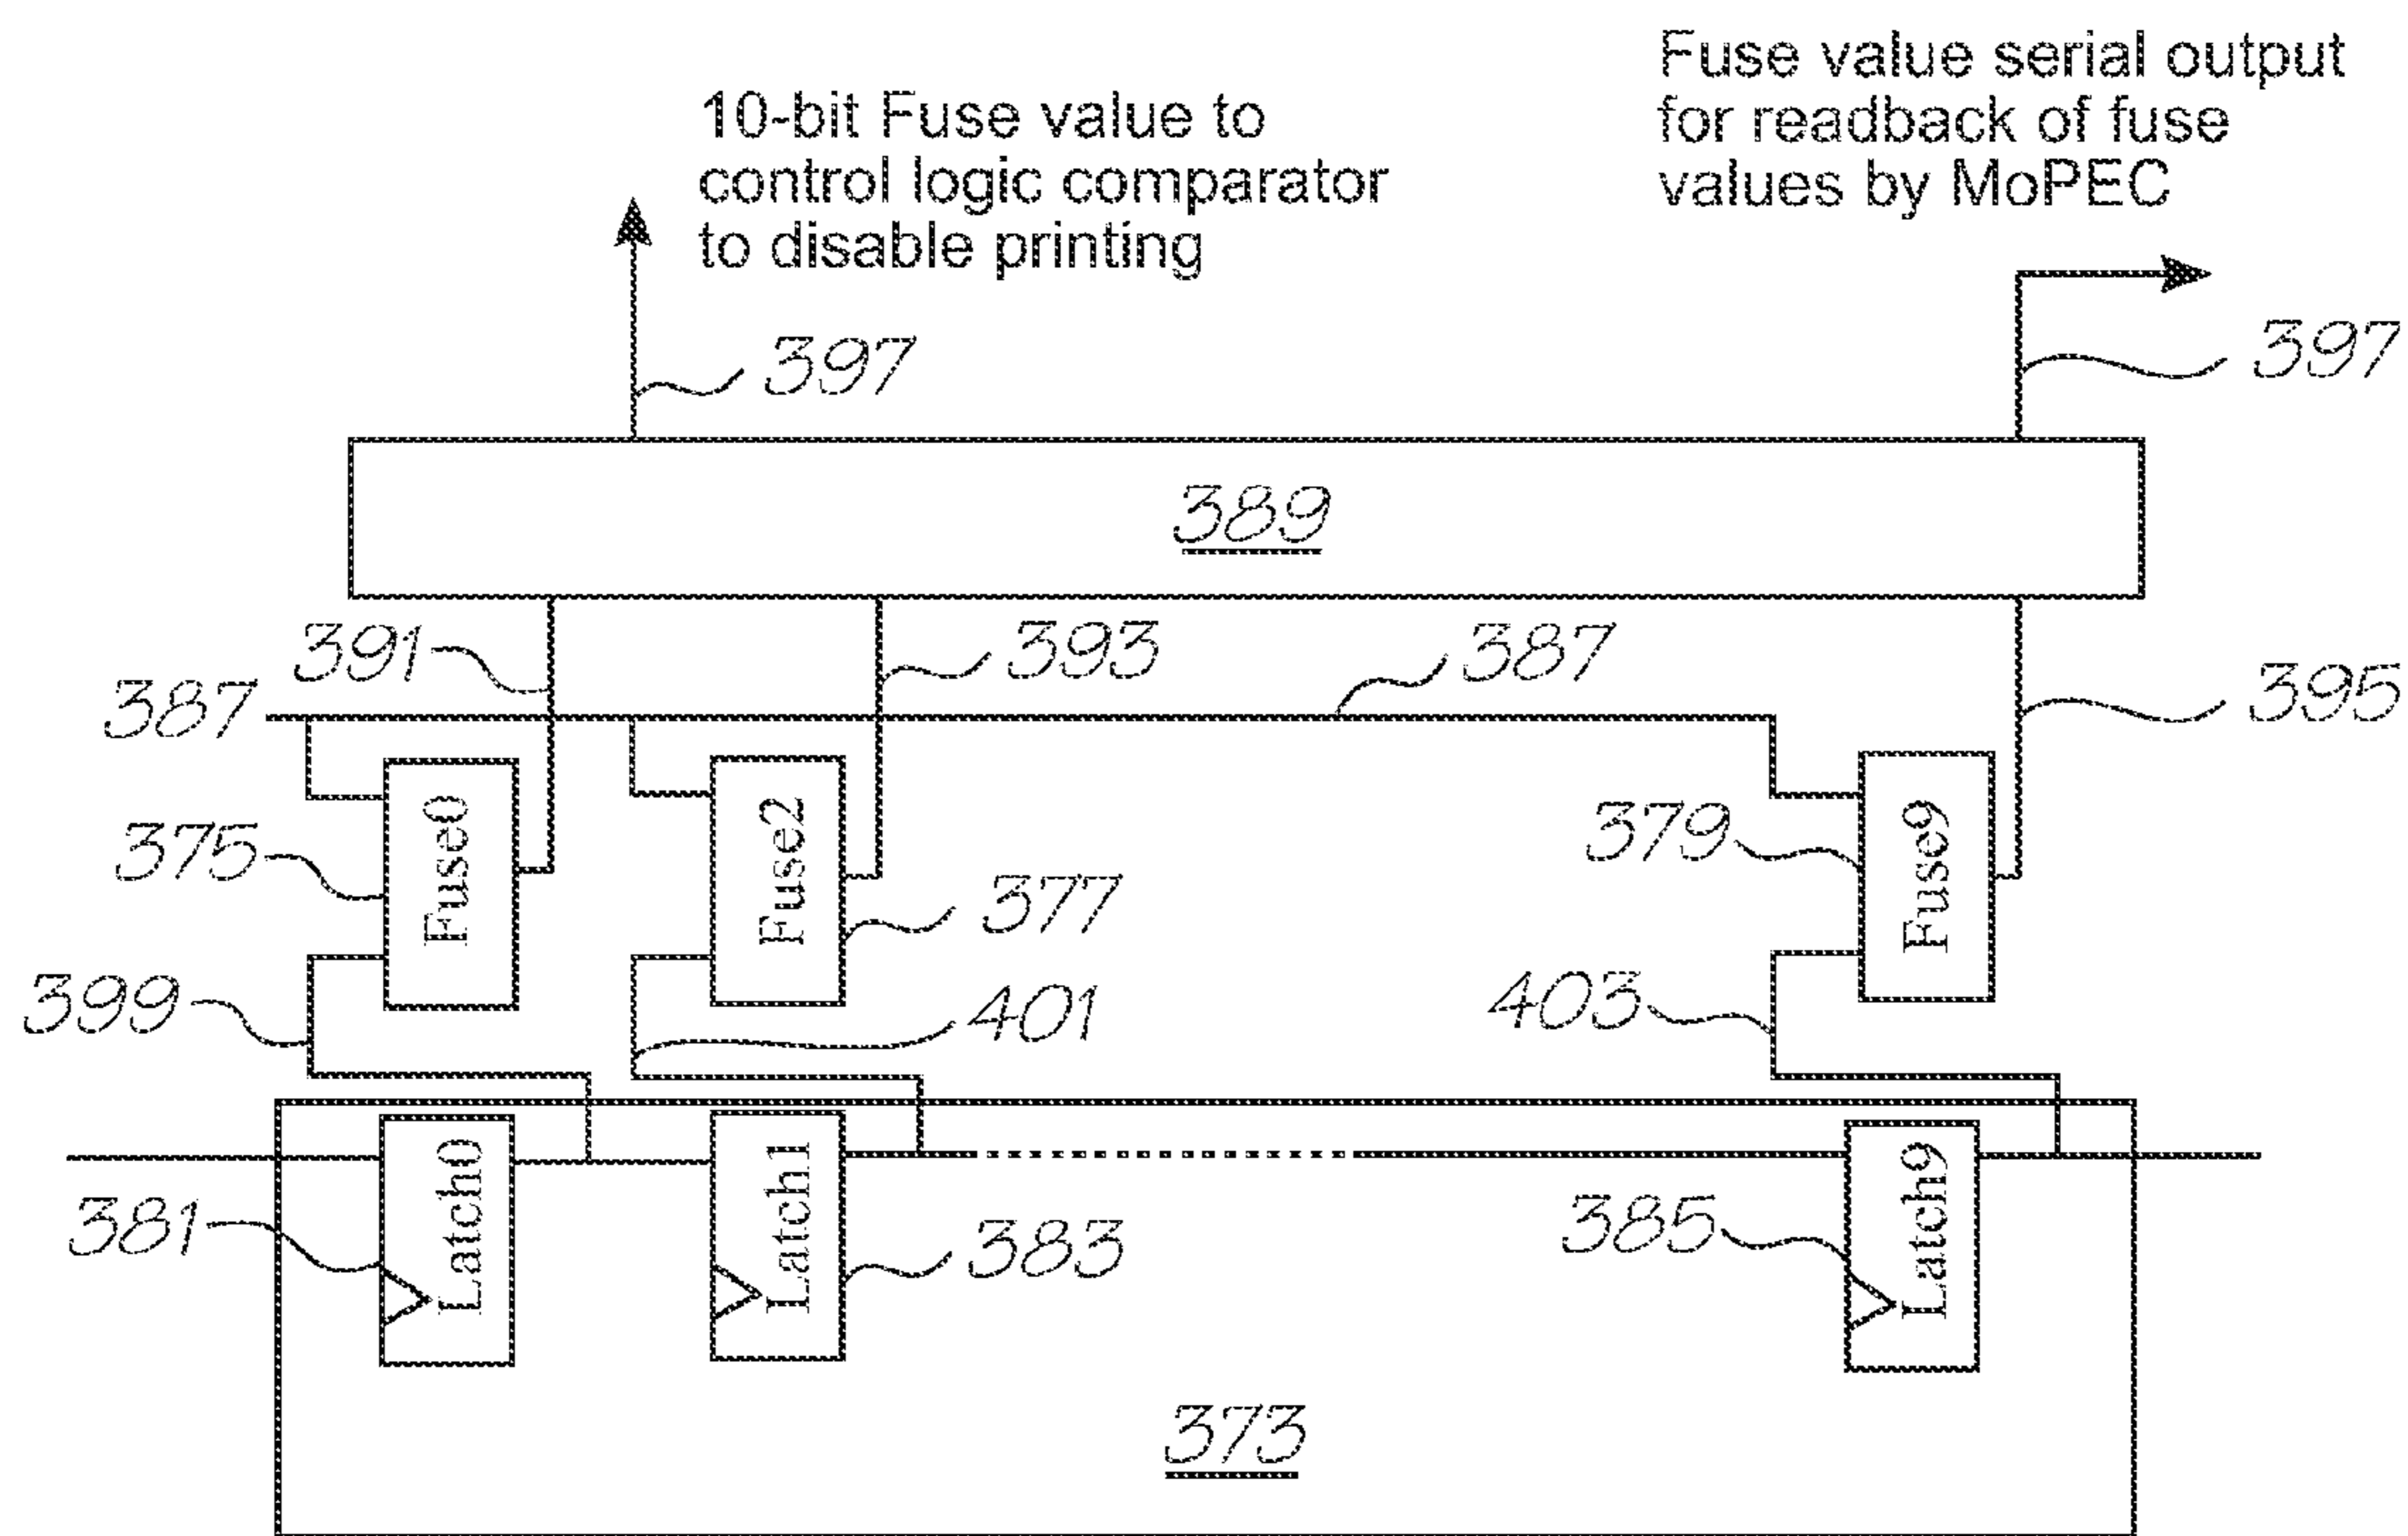 Fuse value serial output
for readback of fuse
values by MoPEC
10-bit Fuse value to
control logic comparator
to disable printing
397
397
389
391
393
387
387
395
375
Fuse0
Fuse2
377
379
Fuse9
399
401
403
381
Latch0
Latch1
383
385
Latch9
373